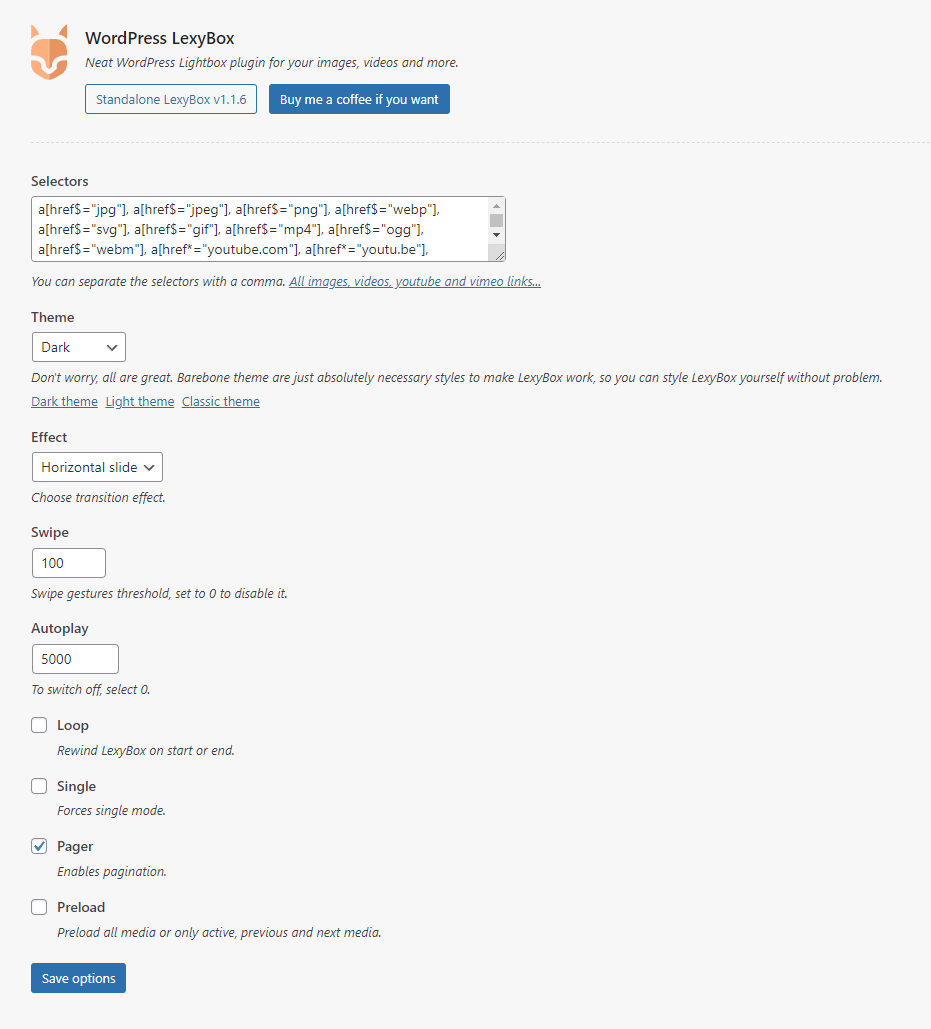 WordPress LexyBox
Neat WordPress Lightbox plugin for your images, videos and more.
Standalone LexyBox v1.1.6
Buy me a coffee if you want
Selectors
a[href$="jpg"], a[href$="jpeg"], a[href$="png"], a[href$="webp"],
a[href$="svg"], a[href$="gif"], a[href$="mp4"], a[href$="ogg"],
a[href$="webm"], a[href*="youtube.com"], a[href*="youtu.be"],
You can separate the selectors with a comma. All images, videos, youtube and vimeo links...
Theme
Dark
Don't worry, all are great. Barebone theme are just absolutely necessary styles to make LexyBox work, so you can style LexyBox yourself without problem.
Dark theme Light theme Classic theme
Effect
Horizontal slide
Choose transition effect.
Swipe
100
Swipe gestures threshold, set to 0 to disable it.
Autoplay
5000
To switch off, select 0.
Loop
Rewind LexyBox on start or end.
Single
Forces single mode.
Pager
Enables pagination.
Preload
Preload all media or only active, previous and next media.
Save options